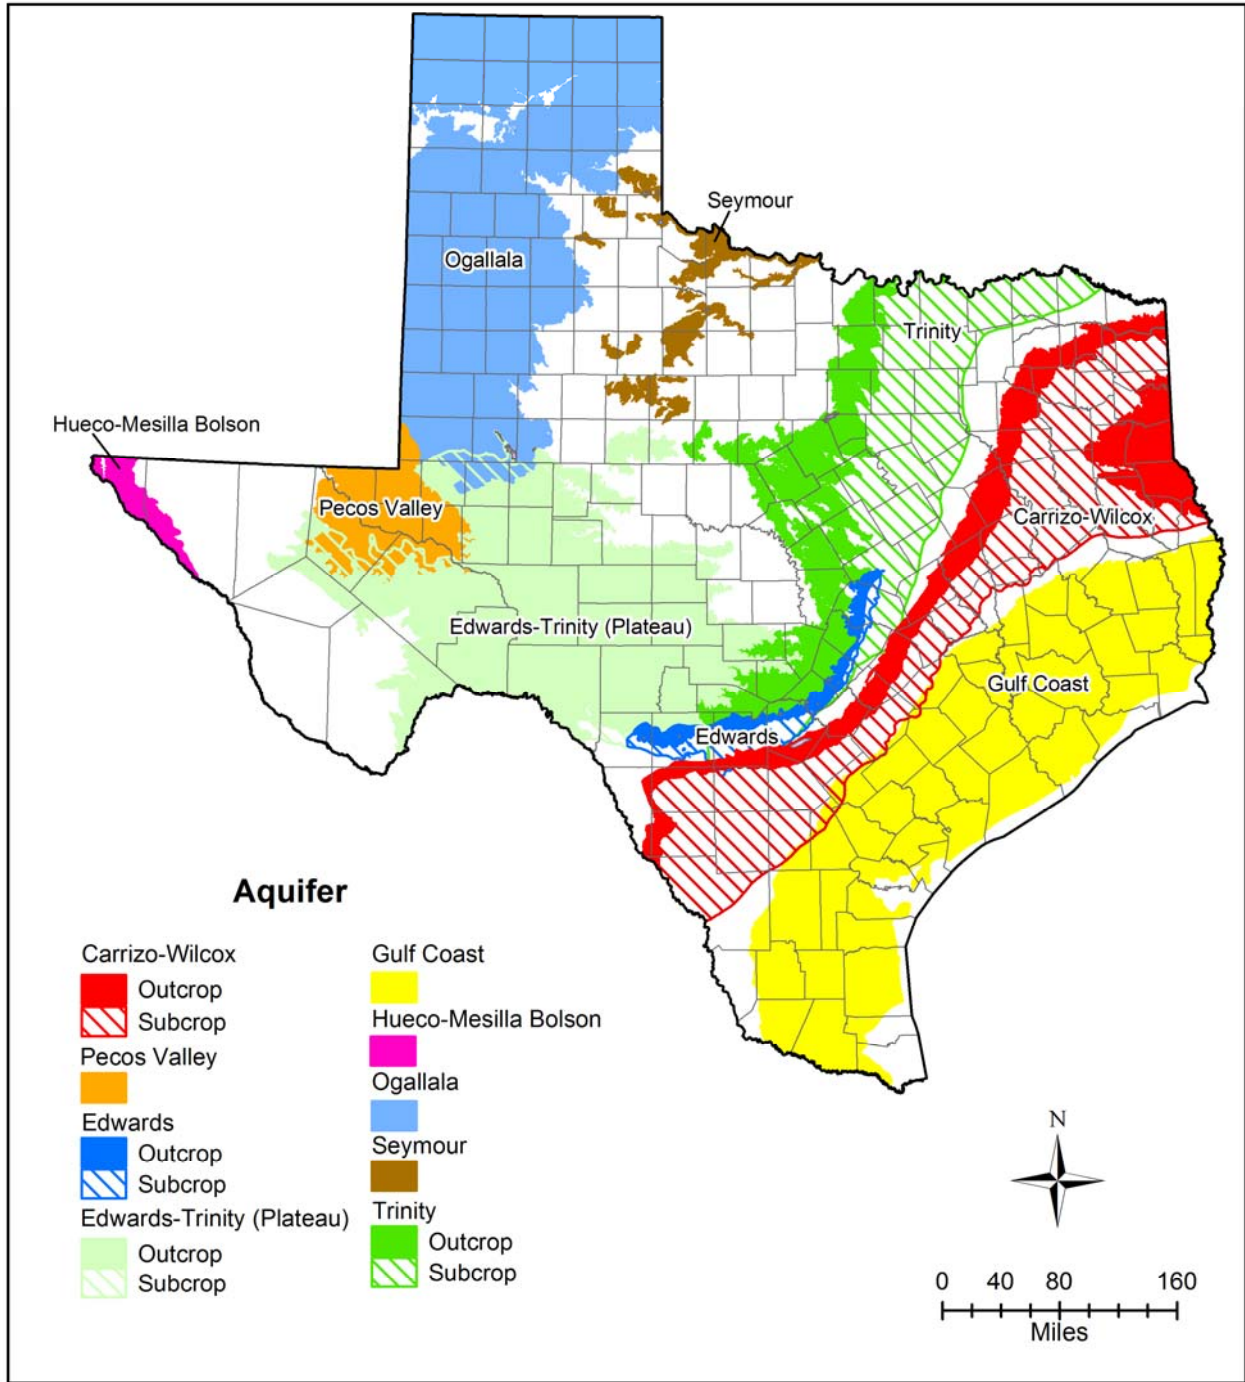 Seymour
Ogallala
Trinity
Hueco-Mesilla Bolson
Pecos Valley
Carrizo-Wilcox
Edwards-Trinity (Plateau)
Gulf Coast
Edwards
Aquifer
Carrizo-Wilcox
Outcrop
Subcrop
Pecos Valley
Edwards
Outcrop
Subcrop
Edwards-Trinity (Plateau)
Outcrop
Subcrop
Gulf Coast
Hueco-Mesilla Bolson
Ogallala
Seymour
Trinity
Outcrop
Subcrop
N
0 40 80 160
Miles